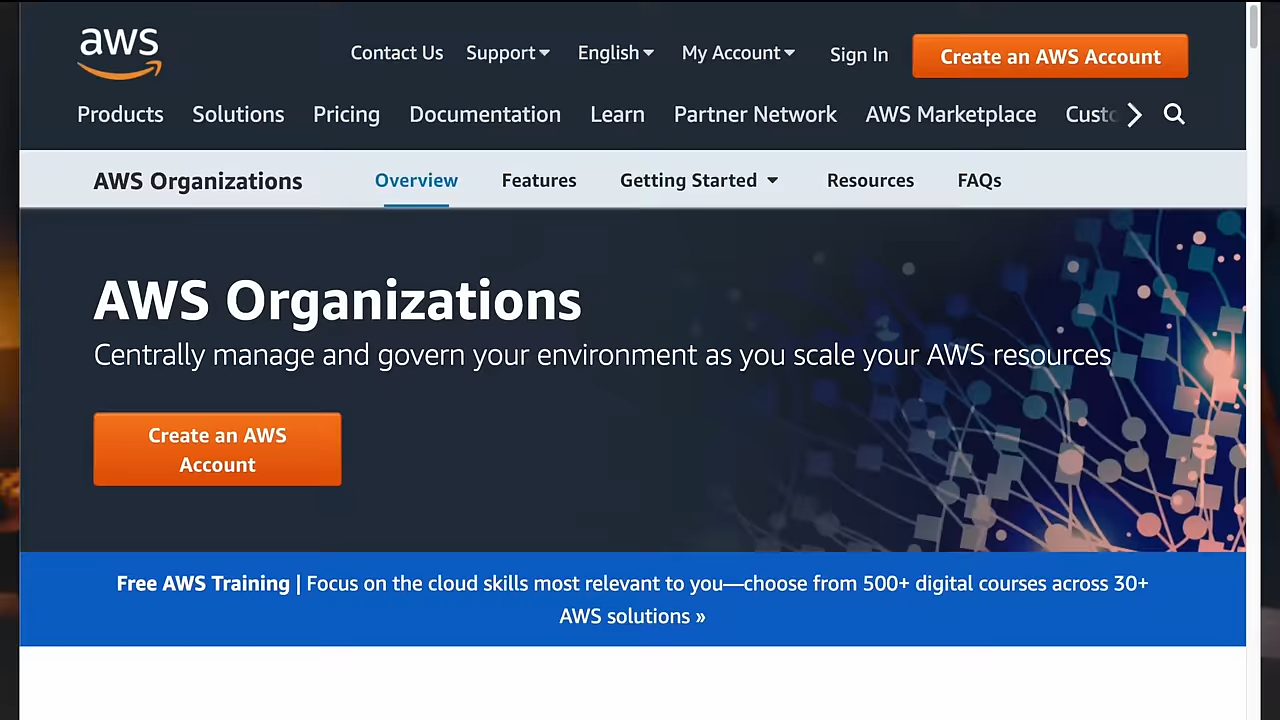 aws
Contact Us Support English My Account Sign In Create an AWS Account
Products Solutions Pricing Documentation Learn Partner Network AWS Marketplace Custo
AWS Organizations Overview Features Getting Started Resources FAQs
AWS Organizations
Centrally manage and govern your environment as you scale your AWS resources
Create an AWS
Account
Free AWS Training | Focus on the cloud skills most relevant to you—choose from 500+ digital courses across 30+
AWS solutions »